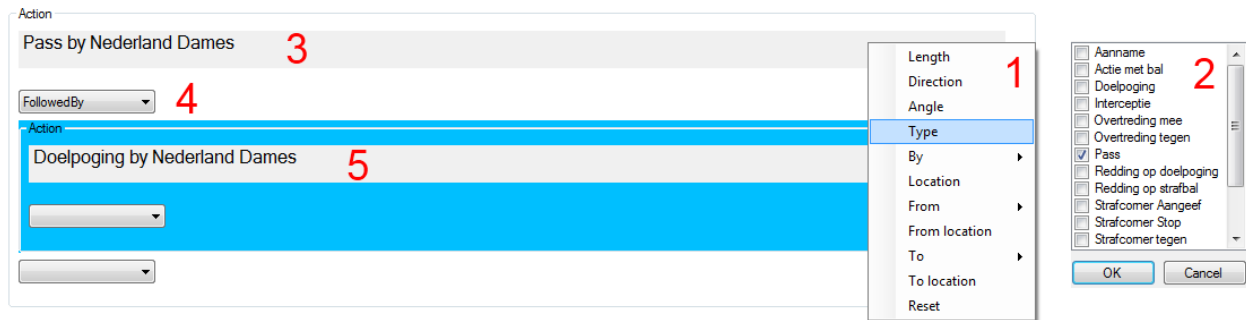 Action
Pass by Nederland Dames
3
FollowedBy
4
Action
Doelpoging by Nederland Dames
5
1
Length
Direction
Angle
Type
By
Location
From
From location
To
To location
Reset
2
Aanname
Actie met bal
Doelpoging
Interceptie
Overtreding mee
Overtreding tegen
Pass
Redding op doelpoging
Redding op strafbal
Strafcorner Aangeef
Strafcorner Stop
Strafcorner tegen
OK
Cancel